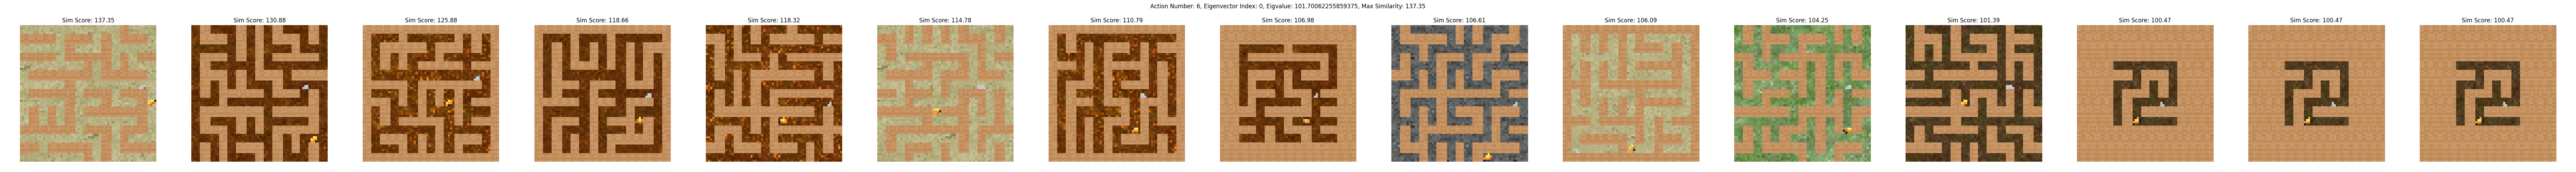 Action Number: 6, Eigenvector Index: 0, Eigvalue: 101.70062255859375, Max Similarity: 137.35
Sim Score: 137.35
Sim Score: 130.88
Sim Score: 125.88
Sim Score: 118.66
Sim Score: 118.32
Sim Score: 114.78
Sim Score: 110.79
Sim Score: 106.98
Sim Score: 106.61
Sim Score: 106.09
Sim Score: 104.25
Sim Score: 101.39
Sim Score: 100.47
Sim Score: 100.47
Sim Score: 100.47